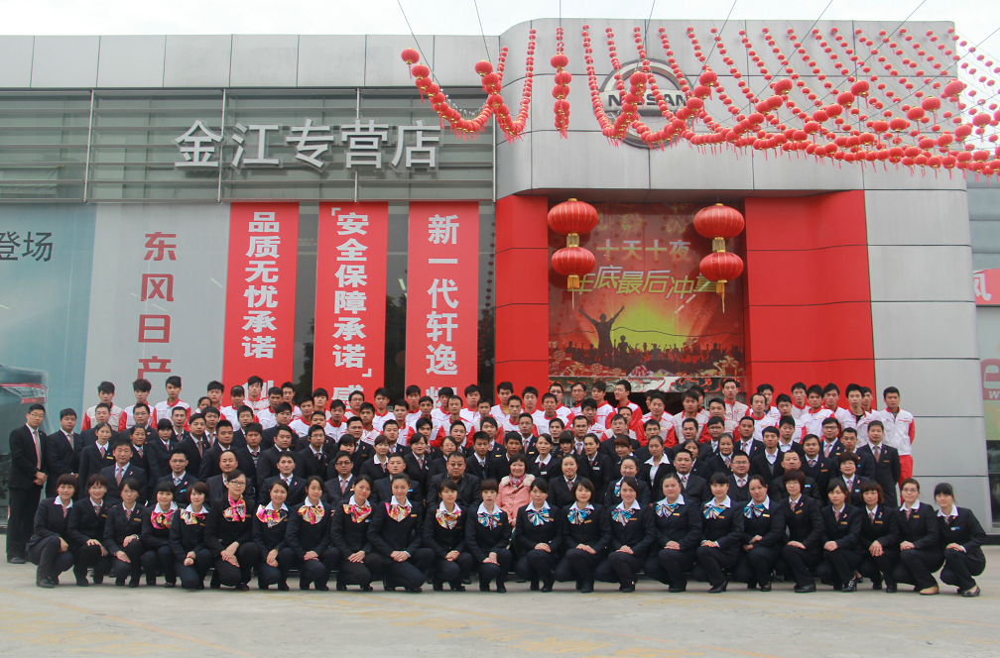 NISSAN
金江专营店
登场
东风日产
品质无忧承诺
「安全保障承诺」
新一代轩逸
十天十夜
年底最后冲
风